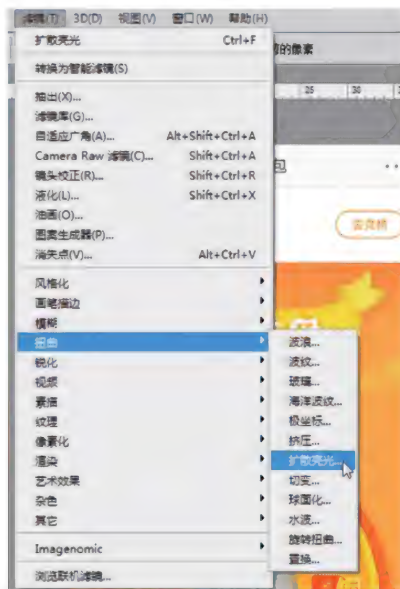 滤镜(T) 3D(D) 视图(V) 窗口(W) 帮助(H)
扩散亮光 Ctrl+F
的像素
转换为智能滤镜(S)
抽出(X)...
25 30
滤镜库(G)...
自适应广角(A)... Alt+Shift+Ctrl+A
Camera Raw 滤镜(C)... Shift+Ctrl+A
包
镜头校正(R)... Shift+Ctrl+R
液化(L)... Shift+Ctrl+X
油画(O)...
图案生成器(P)...
消失点(V)... Alt+Ctrl+V
风格化
画笔描边
模糊
扭曲
锐化
视频
素描
纹理
像素化
渲染
艺术效果
杂色
其它
Imagenomic
浏览联机滤镜...
波浪...
波纹...
玻璃...
海洋波纹...
极坐标...
挤压...
扩散亮光...
切变...
球面化...
水波...
旋转扭曲...
置换...